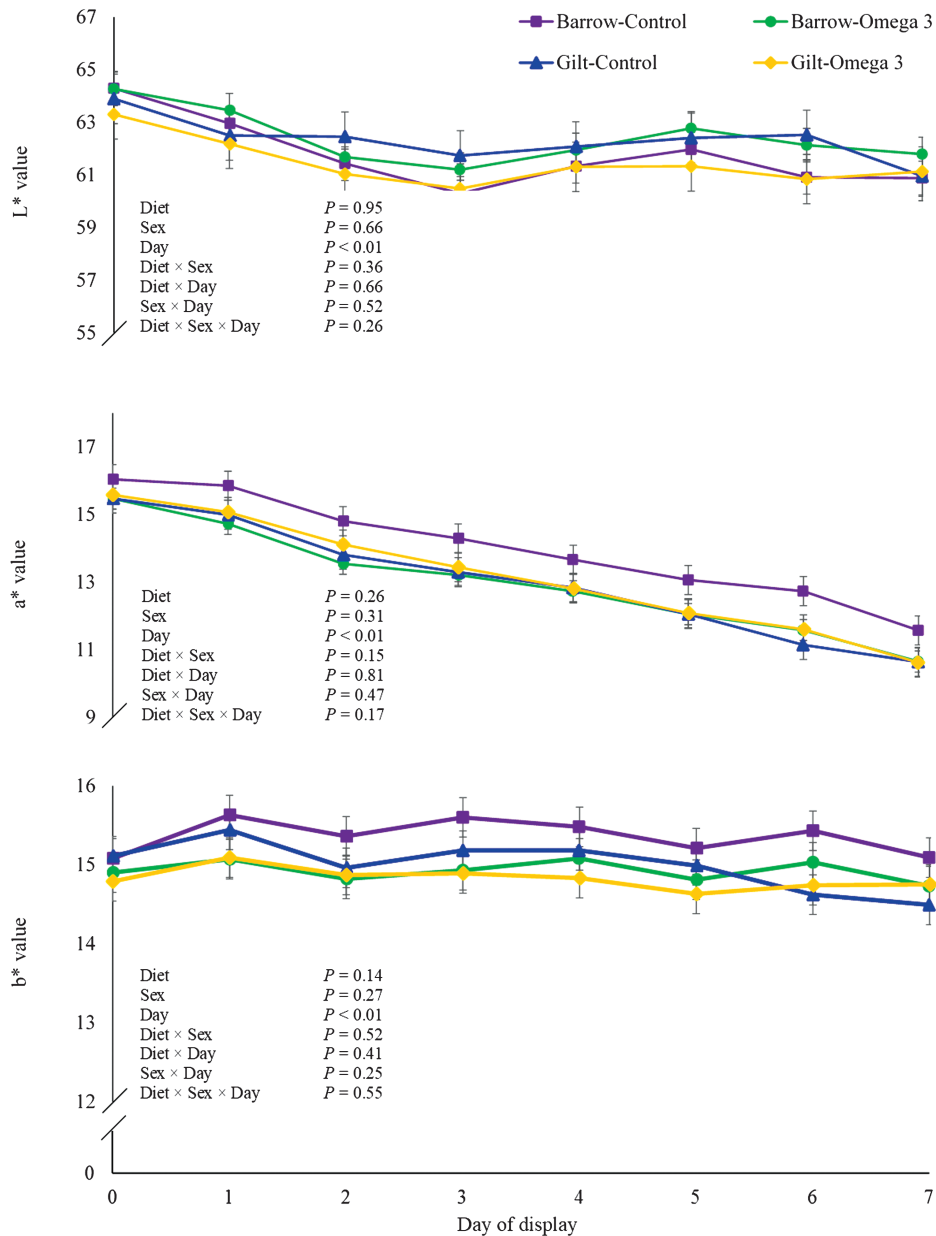 67
Barrow-Control
Barrow-Omega 3
Gilt-Control
Gilt-Omega 3
65
63
61
59
57
55
L* value
Diet P = 0.95
Sex P = 0.66
Day P < 0.01
Diet × Sex P = 0.36
Diet × Day P = 0.66
Sex × Day P = 0.52
Diet × Sex × Day P = 0.26
17
15
13
11
9
a* value
Diet P = 0.26
Sex P = 0.31
Day P < 0.01
Diet × Sex P = 0.15
Diet × Day P = 0.81
Sex × Day P = 0.47
Diet × Sex × Day P = 0.17
16
15
14
13
12
0
b* value
Diet P = 0.14
Sex P = 0.27
Day P < 0.01
Diet × Sex P = 0.52
Diet × Day P = 0.41
Sex × Day P = 0.25
Diet × Sex × Day P = 0.55
0 1 2 3 4 5 6 7
Day of display